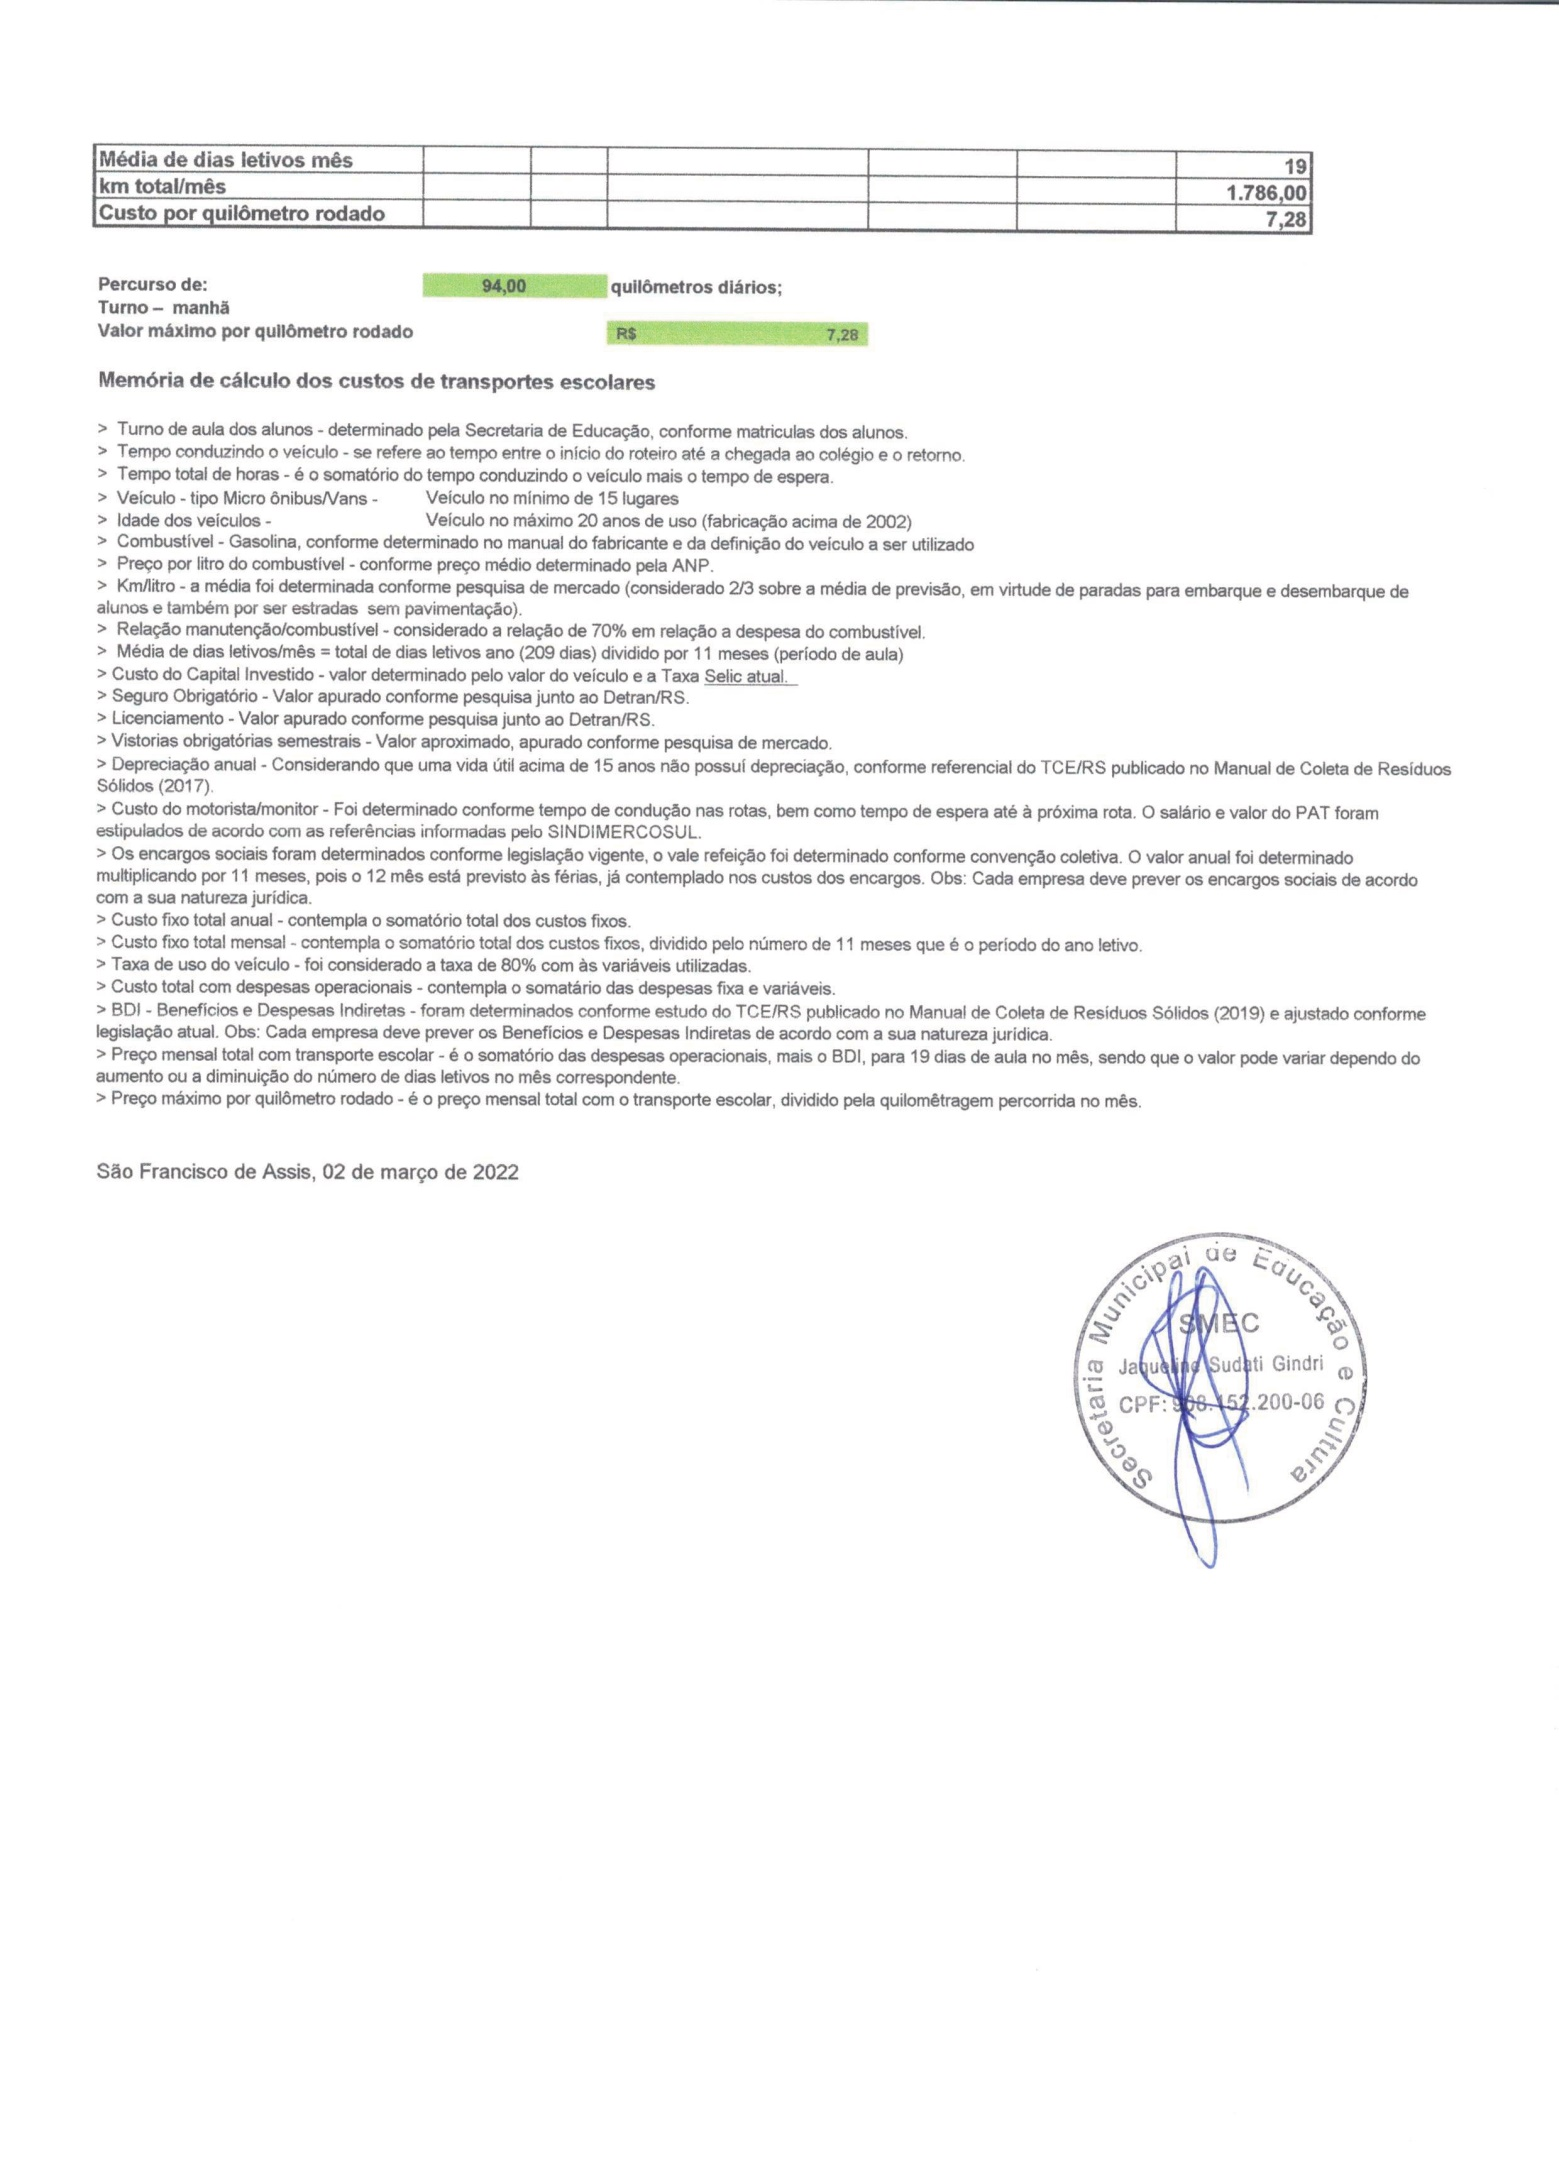 Média de dias letivos mês 19
km total/mês 1.786,00
Custo por quilômetro rodado 7,28
Percurso de: 94,00 quilômetros diários;
Turno – manhã
Valor máximo por quilômetro rodado R$ 7,28
Memória de cálculo dos custos de transportes escolares
> Turno de aula dos alunos - determinado pela Secretaria de Educação, conforme matriculas dos alunos.
> Tempo conduzindo o veículo - se refere ao tempo entre o início do roteiro até a chegada ao colégio e o retorno.
> Tempo total de horas - é o somatório do tempo conduzindo o veículo mais o tempo de espera.
> Veículo - tipo Micro ônibus/Vans - Veículo no mínimo de 15 lugares
> Idade dos veículos - Veículo no máximo 20 anos de uso (fabricação acima de 2002)
> Combustível - Gasolina, conforme determinado no manual do fabricante e da definição do veículo a ser utilizado
> Preço por litro do combustível - conforme preço médio determinado pela ANP.
> Km/litro - a média foi determinada conforme pesquisa de mercado (considerado 2/3 sobre a média de previsão, em virtude de paradas para embarque e desembarque de
alunos e também por ser estradas sem pavimentação).
> Relação manutenção/combustível - considerado a relação de 70% em relação a despesa do combustível.
> Média de dias letivos/mês = total de dias letivos ano (209 dias) dividido por 11 meses (período de aula)
> Custo do Capital Investido - valor determinado pelo valor do veículo e a Taxa Selic atual.
> Seguro Obrigatório - Valor apurado conforme pesquisa junto ao Detran/RS.
> Licenciamento - Valor apurado conforme pesquisa junto ao Detran/RS.
> Vistorias obrigatórias semestrais - Valor aproximado, apurado conforme pesquisa de mercado.
> Depreciação anual - Considerando que uma vida útil acima de 15 anos não possuí depreciação, conforme referencial do TCE/RS publicado no Manual de Coleta de Resíduos
Sólidos (2017).
> Custo do motorista/monitor - Foi determinado conforme tempo de condução nas rotas, bem como tempo de espera até à próxima rota. O salário e valor do PAT foram
estipulados de acordo com as referências informadas pelo SINDIMERCOSUL.
> Os encargos sociais foram determinados conforme legislação vigente, o vale refeição foi determinado conforme convenção coletiva. O valor anual foi determinado
multiplicando por 11 meses, pois o 12 mês está previsto às férias, já contemplado nos custos dos encargos. Obs: Cada empresa deve prever os encargos sociais de acordo
com a sua natureza jurídica.
> Custo fixo total anual - contempla o somatório total dos custos fixos.
> Custo fixo total mensal - contempla o somatório total dos custos fixos, dividido pelo número de 11 meses que é o período do ano letivo.
> Taxa de uso do veículo - foi considerado a taxa de 80% com às variáveis utilizadas.
> Custo total com despesas operacionais - contempla o somatário das despesas fixa e variáveis.
> BDI - Benefícios e Despesas Indiretas - foram determinados conforme estudo do TCE/RS publicado no Manual de Coleta de Resíduos Sólidos (2019) e ajustado conforme
legislação atual. Obs: Cada empresa deve prever os Benefícios e Despesas Indiretas de acordo com a sua natureza jurídica.
> Preço mensal total com transporte escolar - é o somatório das despesas operacionais, mais o BDI, para 19 dias de aula no mês, sendo que o valor pode variar dependo do
aumento ou a diminuição do número de dias letivos no mês correspondente.
> Preço máximo por quilômetro rodado - é o preço mensal total com o transporte escolar, dividido pela quilomêtragem percorrida no mês.
São Francisco de Assis, 02 de março de 2022
Secretaria Municipal de Educação e Cultura
SMEC
Jaqueline Sudati Gindri
CPF: 908.152.200-06